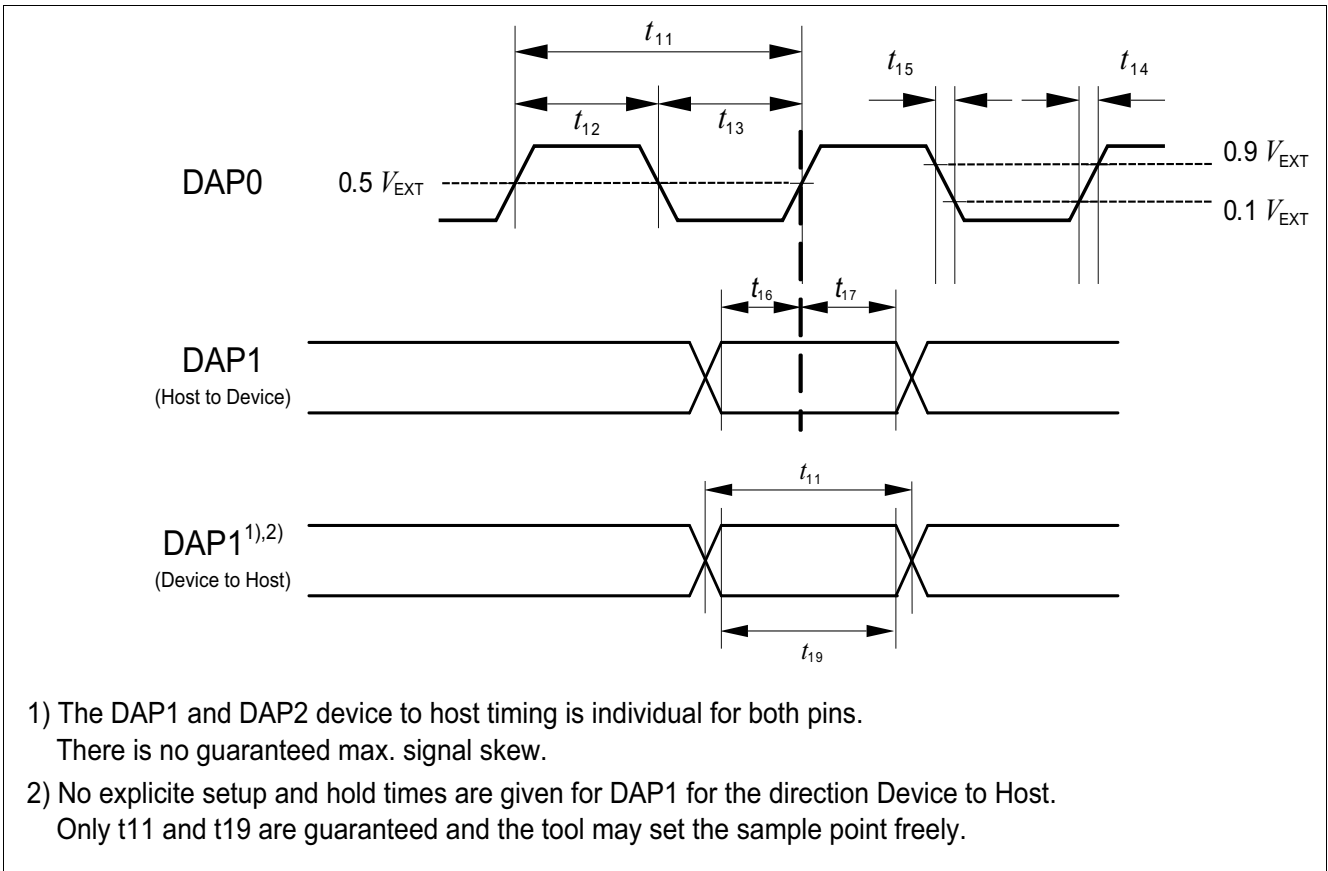 t11
t15
t14
t12
t13
0.9 VEXT
DAP0
0.5 VEXT
0.1 VEXT
t16
t17
DAP1
(Host to Device)
t11
DAP11),2)
(Device to Host)
t19
1) The DAP1 and DAP2 device to host timing is individual for both pins.
There is no guaranteed max. signal skew.
2) No explicite setup and hold times are given for DAP1 for the direction Device to Host.
Only t11 and t19 are guaranteed and the tool may set the sample point freely.